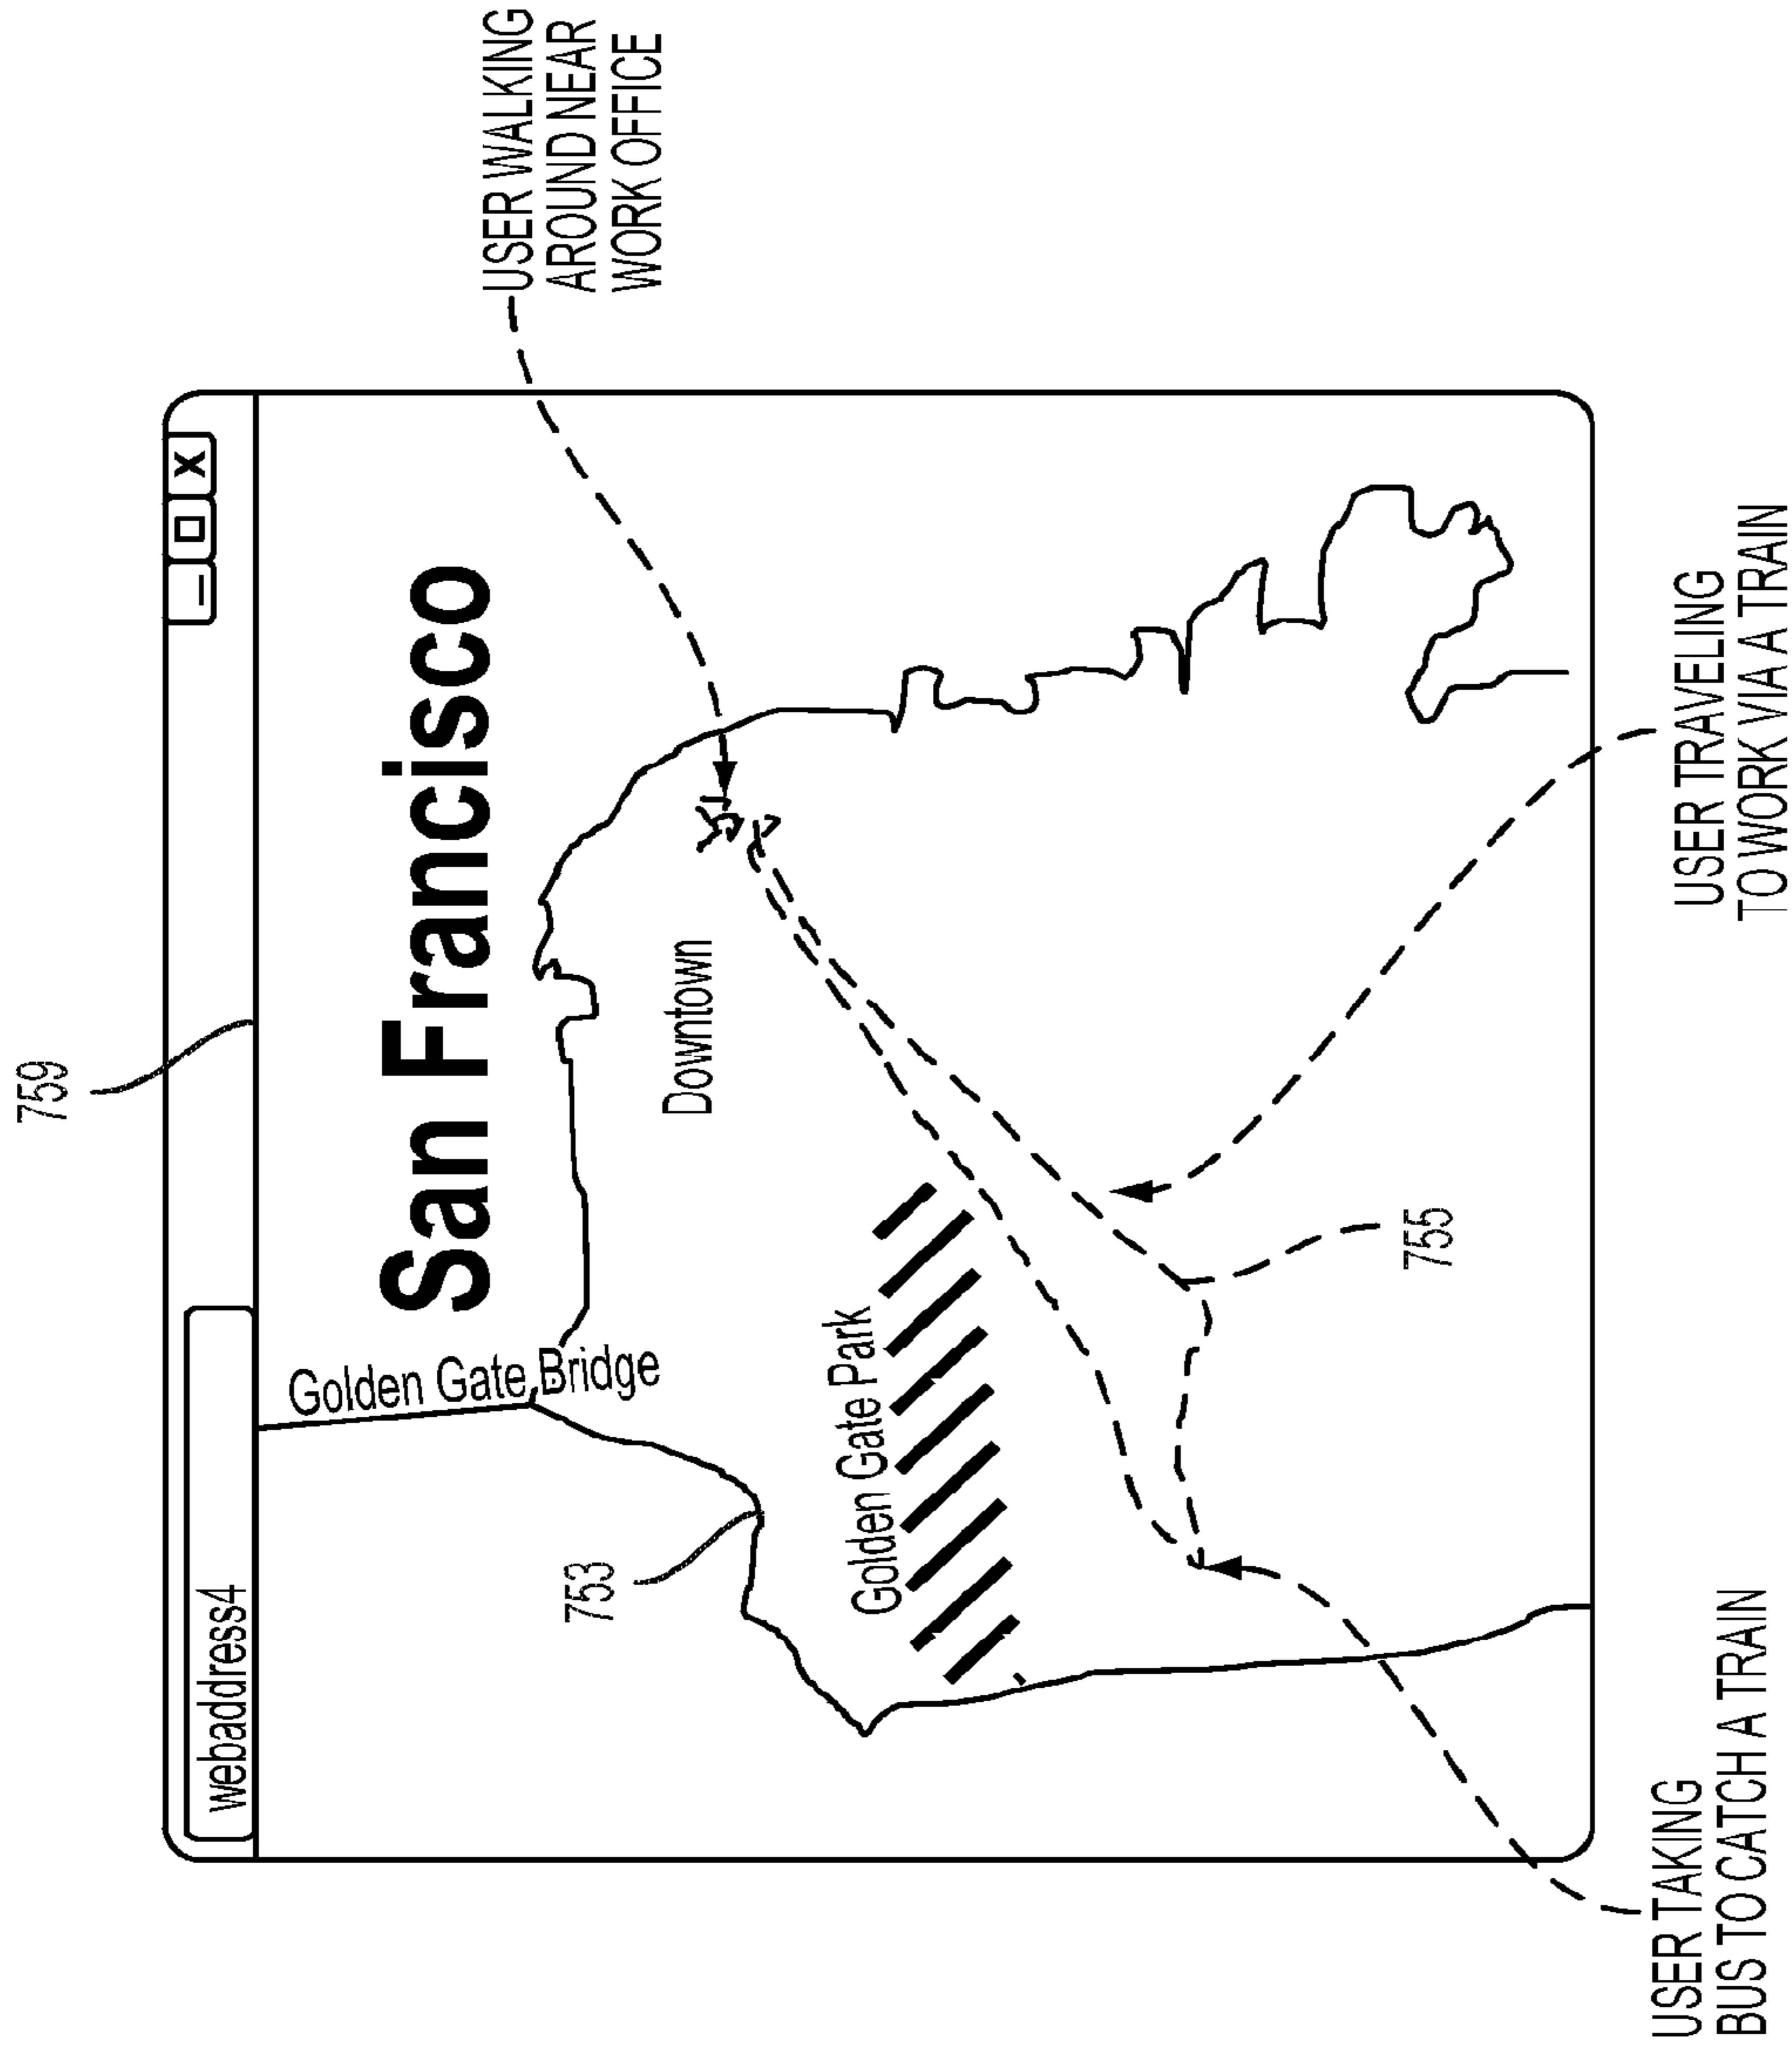 759
webaddress4
_ □ X
San Francisco
Golden Gate Bridge
USER WALKING
AROUND NEAR
WORK OFFICE
753
Downtown
Golden Gate Park
755
USER TAKING
BUS TO CATCH A TRAIN
USER TRAVELING
TO WORK VIA A TRAIN